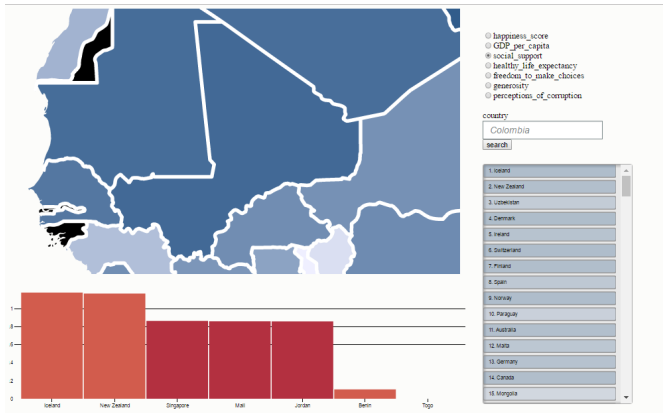 happiness_score
GDP_per_capita
social_support
healthy_life_expectancy
freedom_to_make_choices
generosity
perceptions_of_corruption
country
Colombia
search
1. Iceland
2. New Zealand
3. Uzbekistan
4. Denmark
5. Ireland
6. Switzerland
7. Finland
8. Spain
9. Norway
10. Paraguay
11. Australia
12. Malta
13. Germany
14. Canada
15. Mongolia
1
.8
.6
.4
.2
0
Iceland New Zealand Singapore Mali Jordan Benin Togo